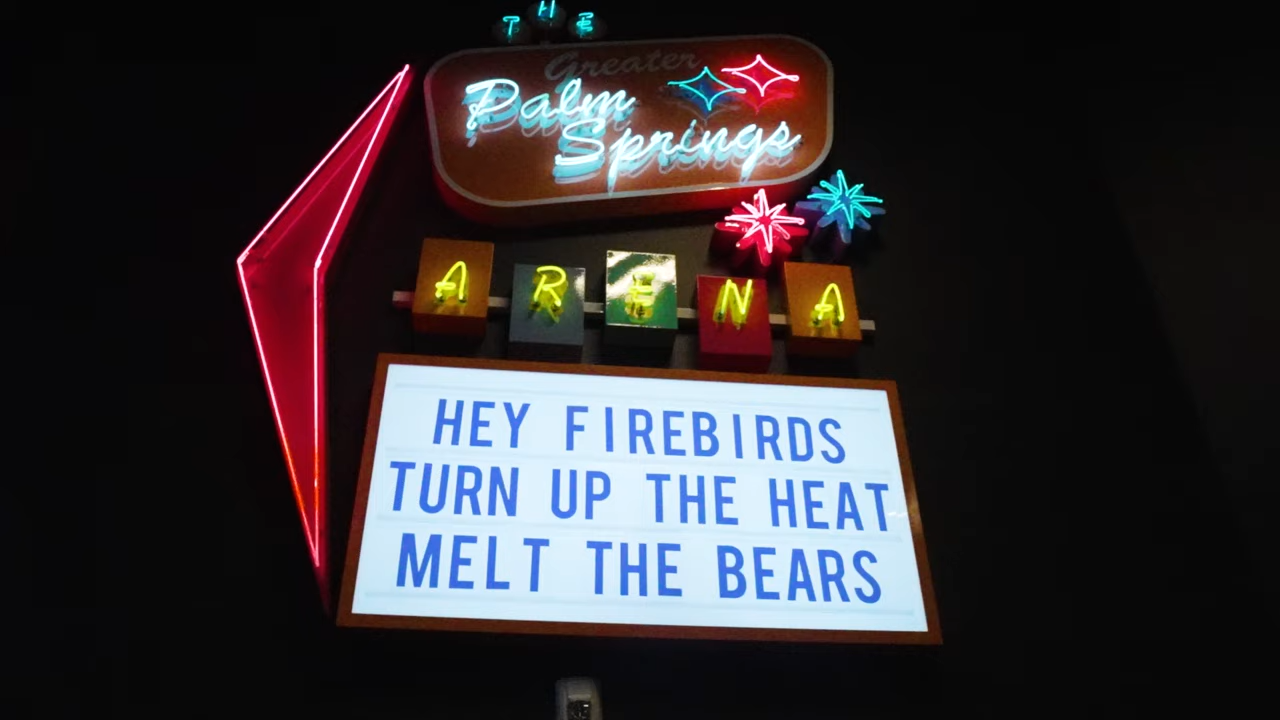 THE
Greater
Palm
Springs
ARENA
HEY FIREBIRDS
TURN UP THE HEAT
MELT THE BEARS